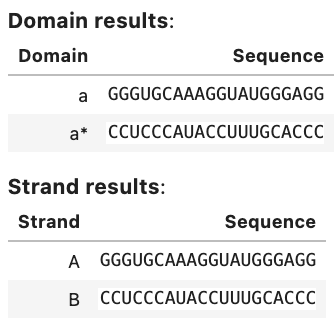 Domain results:
Domain Sequence
a GGGUGCAAAGGUAUGGGAGG
a* CCUCCCAUACCUUUGCACCC
Strand results:
Strand Sequence
A GGGUGCAAAGGUAUGGGAGG
B CCUCCCAUACCUUUGCACCC